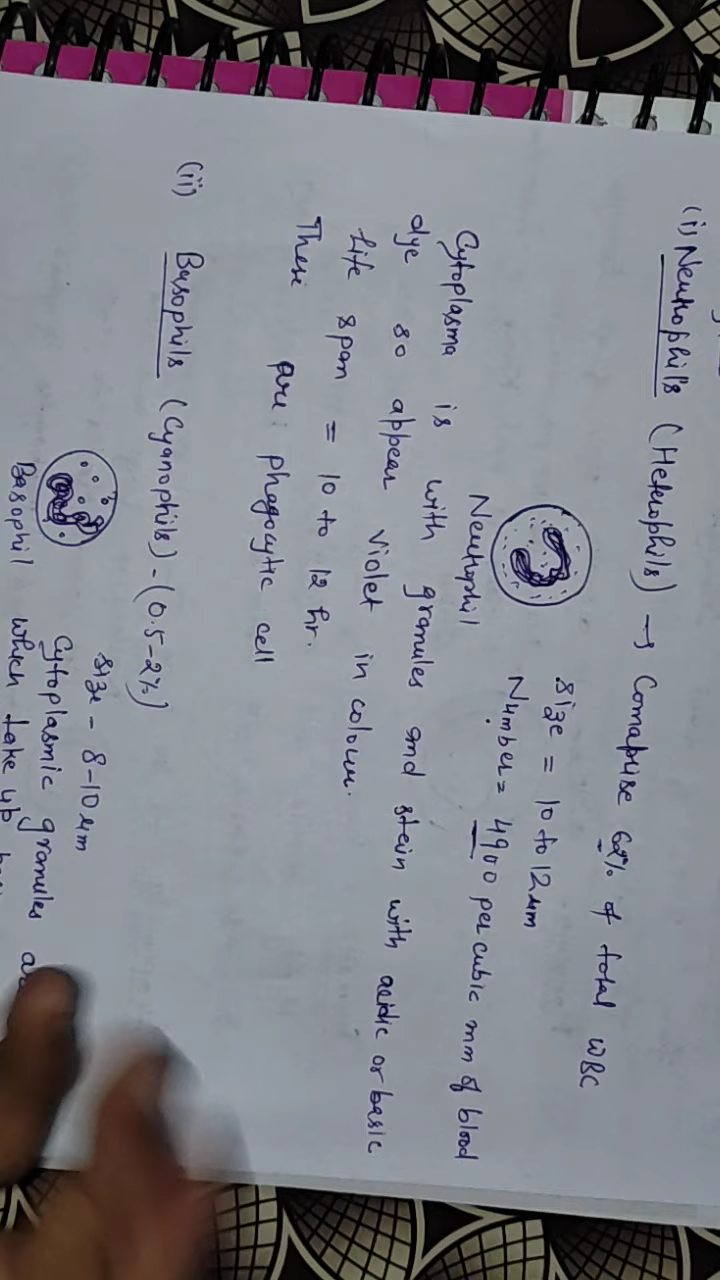 (i) Neutrophils (Heterophils) → Comaprise 62% of total WBC
Size = 10 to 12 µm
Number = 4900 per cubic mm of blood
Neutrophil
Cytoplasma is with granules and stein with acidic or basic
dye so appear violet in colour.
Life span = 10 to 12 hr.
These are phagocytic cell
(ii) Basophils (Cyanophils) - (0.5-2%)
Size - 8-10 µm
Cytoplasmic granules
Basophil which take up